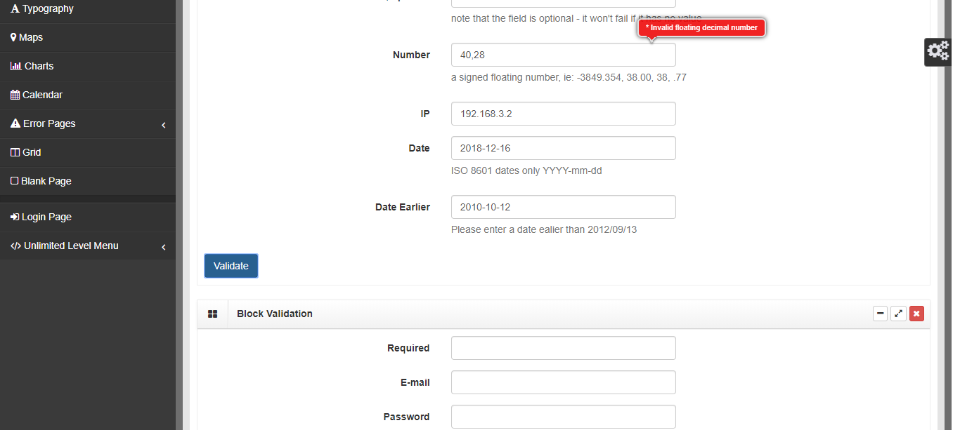 Typography
Maps
Charts
Calendar
Error Pages
Grid
Blank Page
Login Page
Unlimited Level Menu
note that the field is optional - it won't fail if it has no value
* Invalid floating decimal number
Number
40,28
a signed floating number, ie: -3849.354, 38.00, 38, .77
IP
192.168.3.2
Date
2018-12-16
ISO 8601 dates only YYYY-mm-dd
Date Earlier
2010-10-12
Please enter a date ealier than 2012/09/13
Validate
Block Validation
Required
E-mail
Password